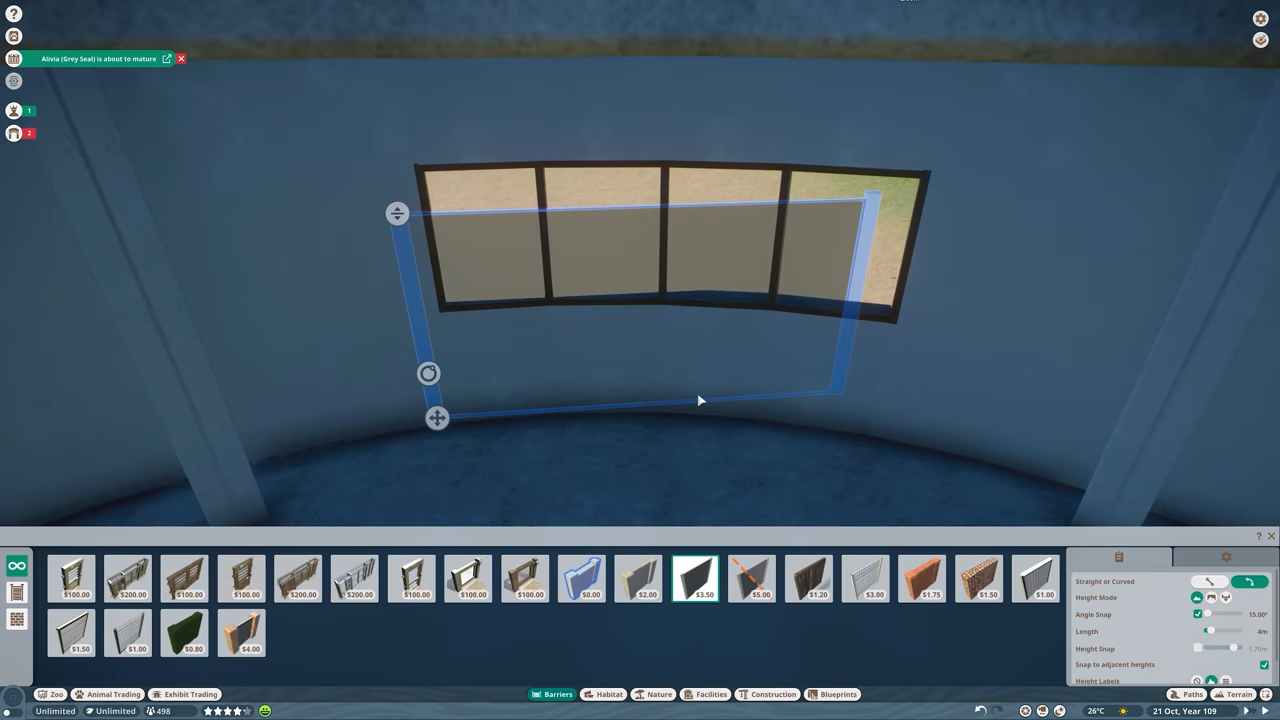 ?
Alivia (Grey Seal) is about to mature
1
2
? ×
$100.00 $200.00 $100.00 $100.00 $200.00 $200.00 $100.00 $100.00 $100.00 $0.00 $2.00 $3.50 $5.00 $1.20 $3.00 $1.75 $1.50 $1.00
$1.50 $1.00 $0.80 $4.00
Straight or Curved
Height Mode
Angle Snap 15.00°
Length 4m
Height Snap 1.70m
Snap to adjacent heights
Height Labels
Zoo Animal Trading Exhibit Trading Barriers Habitat Nature Facilities Construction Blueprints Paths Terrain
Unlimited Unlimited 498 26°C 21 Oct, Year 109